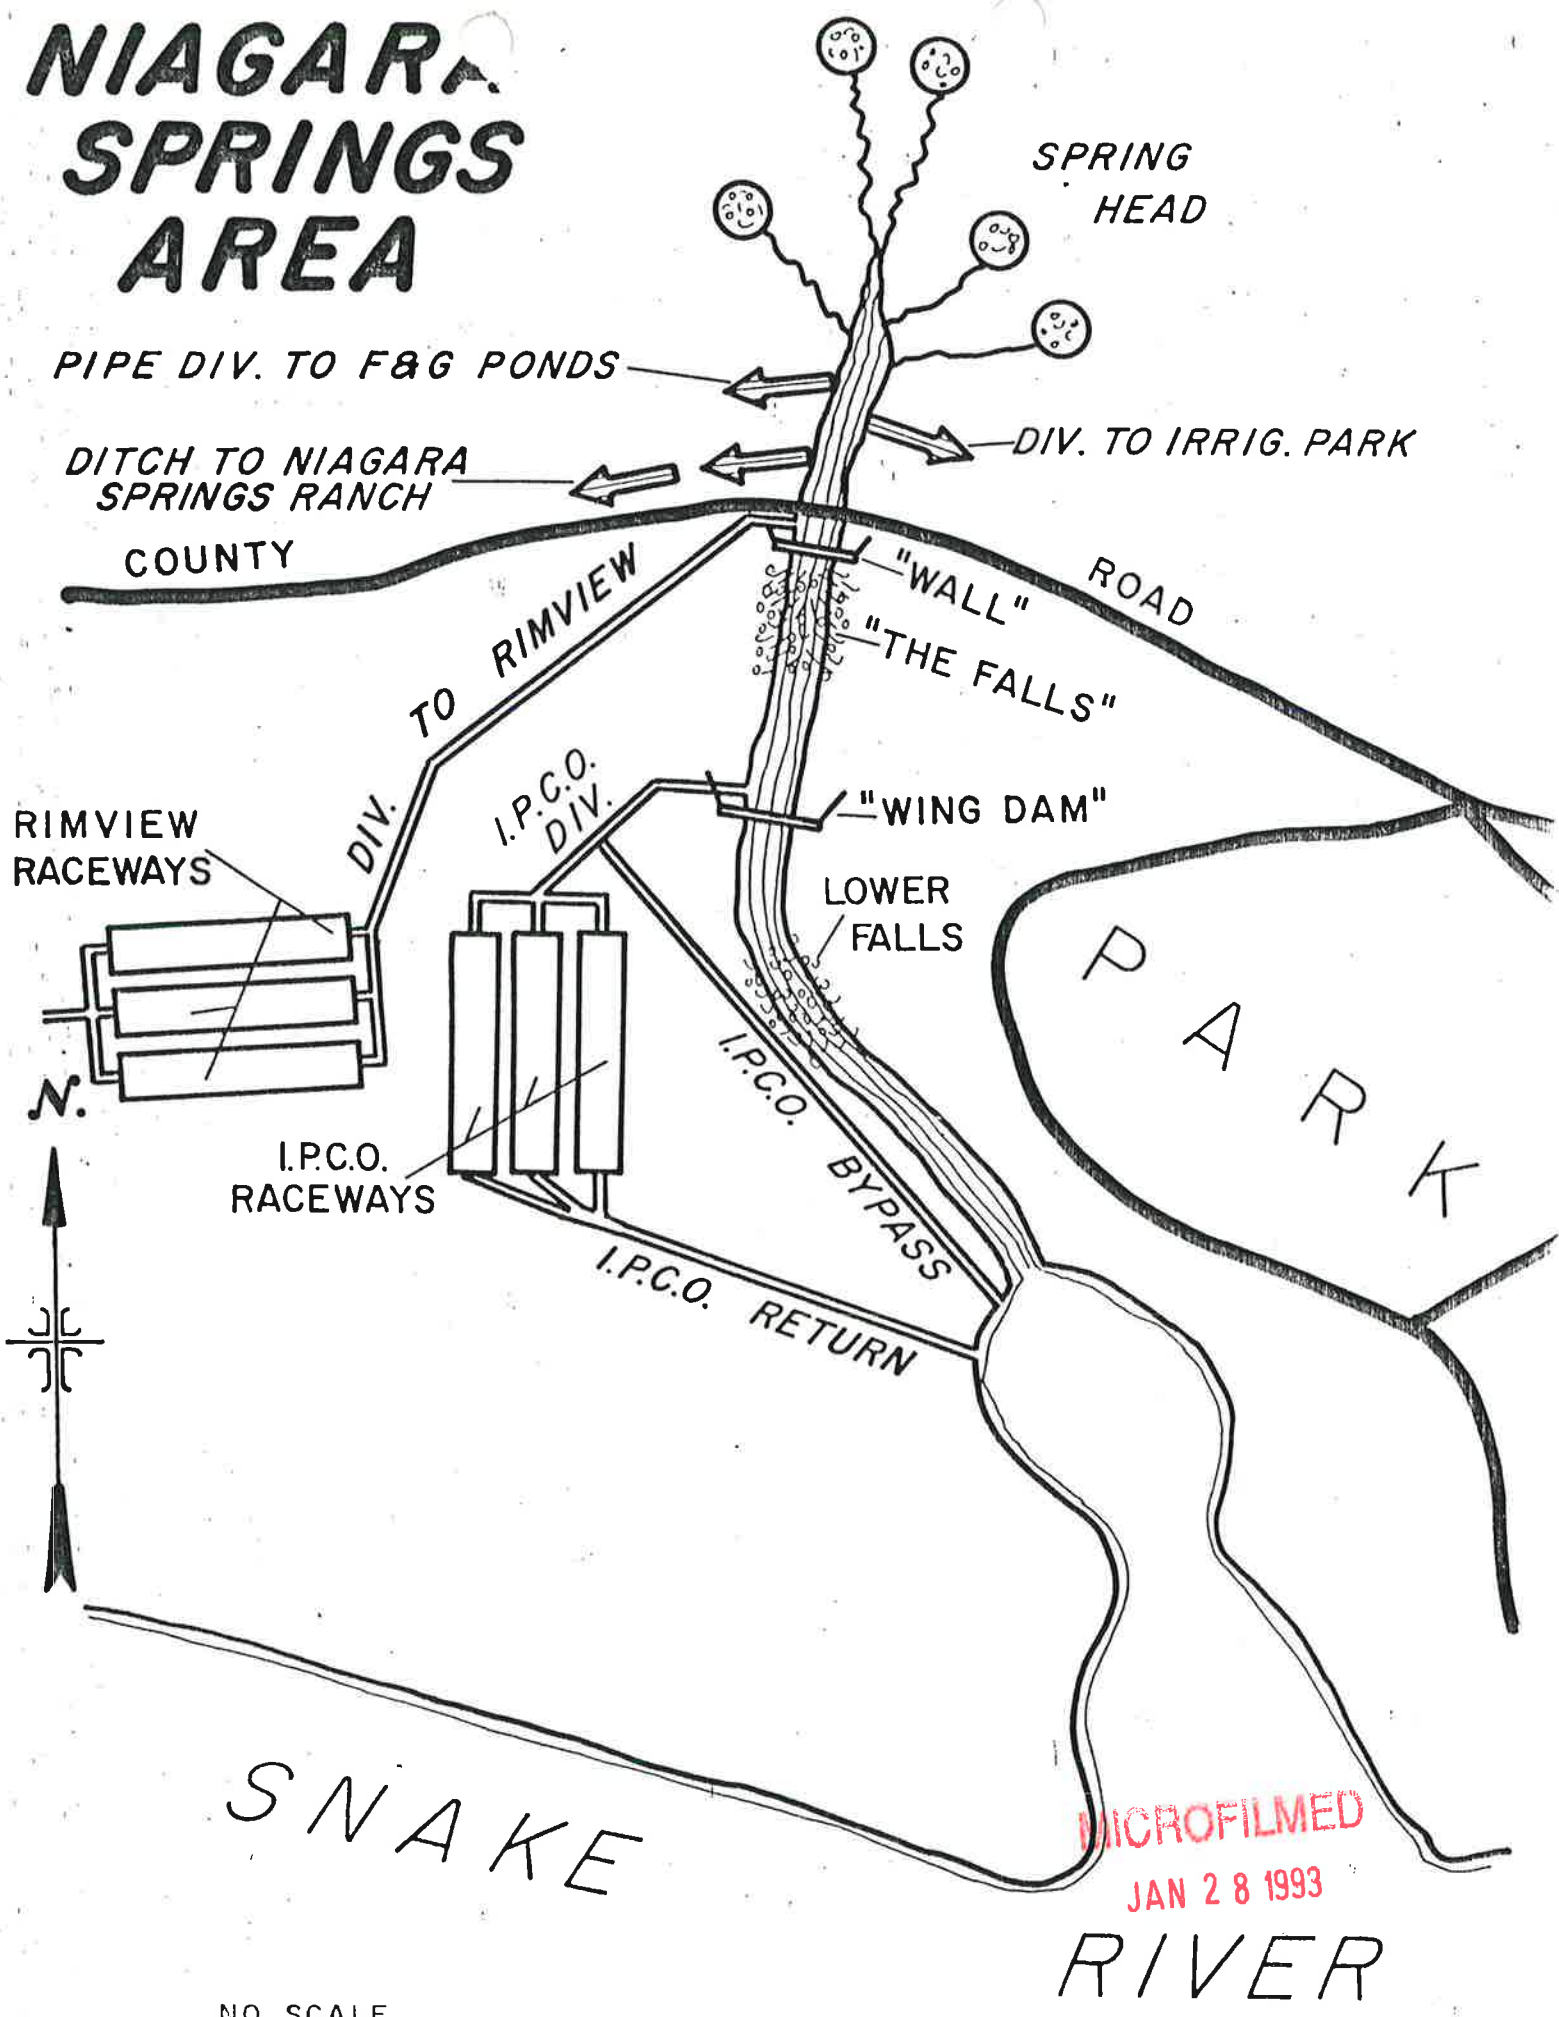 NIAGARA
SPRINGS
AREA
SPRING
HEAD
PIPE DIV. TO F&G PONDS
DIV. TO IRRIG. PARK
DITCH TO NIAGARA
SPRINGS RANCH
COUNTY
ROAD
"WALL"
"THE FALLS"
DIV. TO RIMVIEW
I.P.C.O.
DIV.
"WING DAM"
RIMVIEW
RACEWAYS
LOWER
FALLS
PARK
N.
I.P.C.O.
RACEWAYS
I.P.C.O. BYPASS
I.P.C.O. RETURN
SNAKE
RIVER
MICROFILMED
JAN 28 1993
NO SCALE